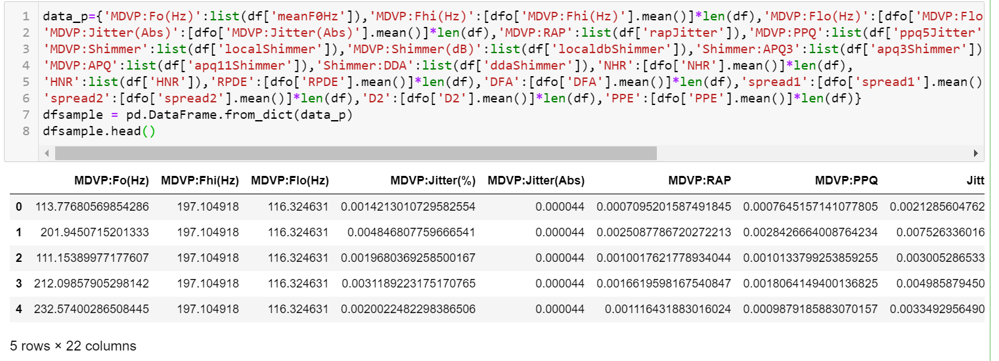 1 data_p={'MDVP:Fo(Hz)':list(df['meanF0Hz']),'MDVP:Fhi(Hz)':[dfo['MDVP:Fhi(Hz)'].mean()]*len(df),'MDVP:Flo(Hz)':[dfo['MDVP:Flo
2 'MDVP:Jitter(Abs)':[dfo['MDVP:Jitter(Abs)'].mean()]*len(df),'MDVP:RAP':list(df['rapJitter']),'MDVP:PPQ':list(df['ppq5Jitter'
3 'MDVP:Shimmer':list(df['localShimmer']),'MDVP:Shimmer(dB)':list(df['localdbShimmer']),'Shimmer:APQ3':list(df['apq3Shimmer'])
4 'MDVP:APQ':list(df['apq11Shimmer']),'Shimmer:DDA':list(df['ddaShimmer']),'NHR':[dfo['NHR'].mean()]*len(df),
5 'HNR':list(df['HNR']),'RPDE':[dfo['RPDE'].mean()]*len(df),'DFA':[dfo['DFA'].mean()]*len(df),'spread1':[dfo['spread1'].mean()
6 'spread2':[dfo['spread2'].mean()]*len(df),'D2':[dfo['D2'].mean()]*len(df),'PPE':[dfo['PPE'].mean()]*len(df)}
7 dfsample = pd.DataFrame.from_dict(data_p)
8 dfsample.head()
MDVP:Fo(Hz) MDVP:Fhi(Hz) MDVP:Flo(Hz) MDVP:Jitter(%) MDVP:Jitter(Abs) MDVP:RAP MDVP:PPQ Jitt
0 113.77680569854286 197.104918 116.324631 0.0014213010729582554 0.000044 0.0007095201587491845 0.0007645157141077805 0.0021285604762
1 201.9450715201333 197.104918 116.324631 0.004846807759666541 0.000044 0.0025087786720272213 0.0028426664008764234 0.007526336016
2 111.15389977177607 197.104918 116.324631 0.0019680369258500167 0.000044 0.0010017621778934044 0.0010133799253859255 0.003005286533
3 212.09857905298142 197.104918 116.324631 0.0031189223175170765 0.000044 0.0016619598167540847 0.0018064149400136825 0.004985879450
4 232.57400286508445 197.104918 116.324631 0.0020022482298386506 0.000044 0.001116431883016024 0.0009879185883070157 0.0033492956490
5 rows × 22 columns